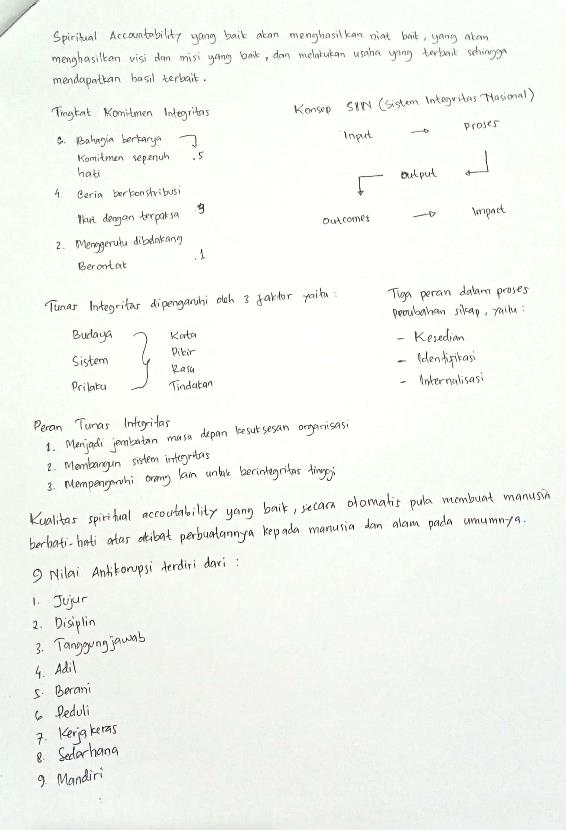 Spiritual Accountability yang baik akan menghasilkan niat baik, yang akan
menghasilkan visi dan misi yang baik, dan melakukan usaha yang terbaik sehingga
mendapatkan hasil terbaik.
Tingkat Komitmen Integritas
6. Bahagia berkarya
Komitmen sepenuh .5
hati
4. Ceria berkonstribusi
Ikut dengan terpaksa 3
2. Menggerutu dibelakang
Berontak .1
Konsep SIN (Sistem Integritas Nasional)
Input → Proses
Output
Outcomes → Impact
Tunas Integritas dipengaruhi oleh 3 faktor yaitu :
Budaya Kata
Pikir
Sistem Rasa
Prilaku Tindakan
Tiga peran dalam proses
perubahan sikap, yaitu :
- Kesedian
- Identifikasi
- Internalisasi
Peran Tunas Integritas
1. Menjadi jembatan masa depan kesuksesan organisasi
2. Membangun sistem integritas
3. Mempengaruhi orang lain untuk berintegritas tinggi
Kualitas spiritual accoutability yang baik, secara otomatis pula membuat manusia
berhati-hati atas akibat perbuatannya kepada manusia dan alam pada umumnya.
9 Nilai Antikorupsi terdiri dari :
1. Jujur
2. Disiplin
3. Tanggung jawab
4. Adil
5. Berani
6 Peduli
7. Kerja keras
8. Sederhana
9. Mandiri